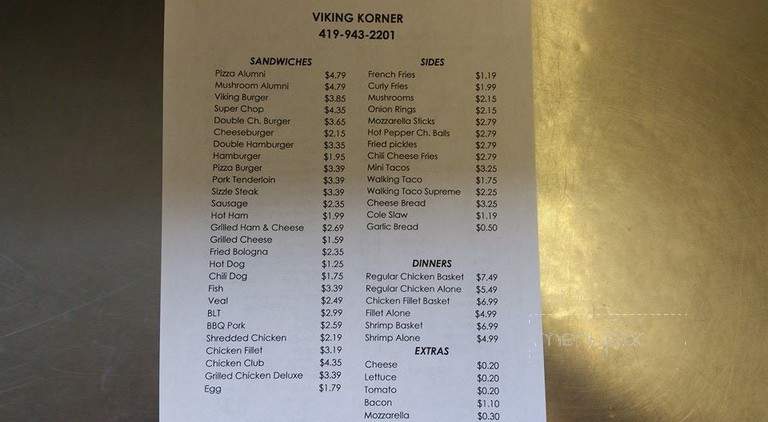 VIKING KORNER
419-943-2201
SANDWICHES
Pizza Alumni $4.79
Mushroom Alumni $4.79
Viking Burger $3.85
Super Chop $4.35
Double Ch. Burger $3.65
Cheeseburger $2.15
Double Hamburger $3.35
Hamburger $1.95
Pizza Burger $3.39
Pork Tenderloin $3.39
Sizzle Steak $3.39
Sausage $2.35
Hot Ham $1.99
Grilled Ham & Cheese $2.69
Grilled Cheese $1.59
Fried Bologna $2.35
Hot Dog $1.25
Chili Dog $1.75
Fish $3.39
Veal $2.49
BLT $2.99
BBQ Pork $2.59
Shredded Chicken $2.19
Chicken Fillet $3.19
Chicken Club $4.35
Grilled Chicken Deluxe $3.39
Egg $1.79
SIDES
French Fries $1.19
Curly Fries $1.99
Mushrooms $2.15
Onion Rings $2.15
Mozzarella Sticks $2.79
Hot Pepper Ch. Balls $2.79
Fried pickles $2.79
Chili Cheese Fries $2.79
Mini Tacos $3.25
Walking Taco $1.75
Walking Taco Supreme $2.25
Cheese Bread $3.25
Cole Slaw $1.19
Garlic Bread $0.50
DINNERS
Regular Chicken Basket $7.49
Regular Chicken Alone $5.49
Chicken Fillet Basket $6.99
Fillet Alone $4.99
Shrimp Basket $6.99
Shrimp Alone $4.99
EXTRAS
Cheese $0.20
Lettuce $0.20
Tomato $0.20
Bacon $1.10
Mozzarella $0.30